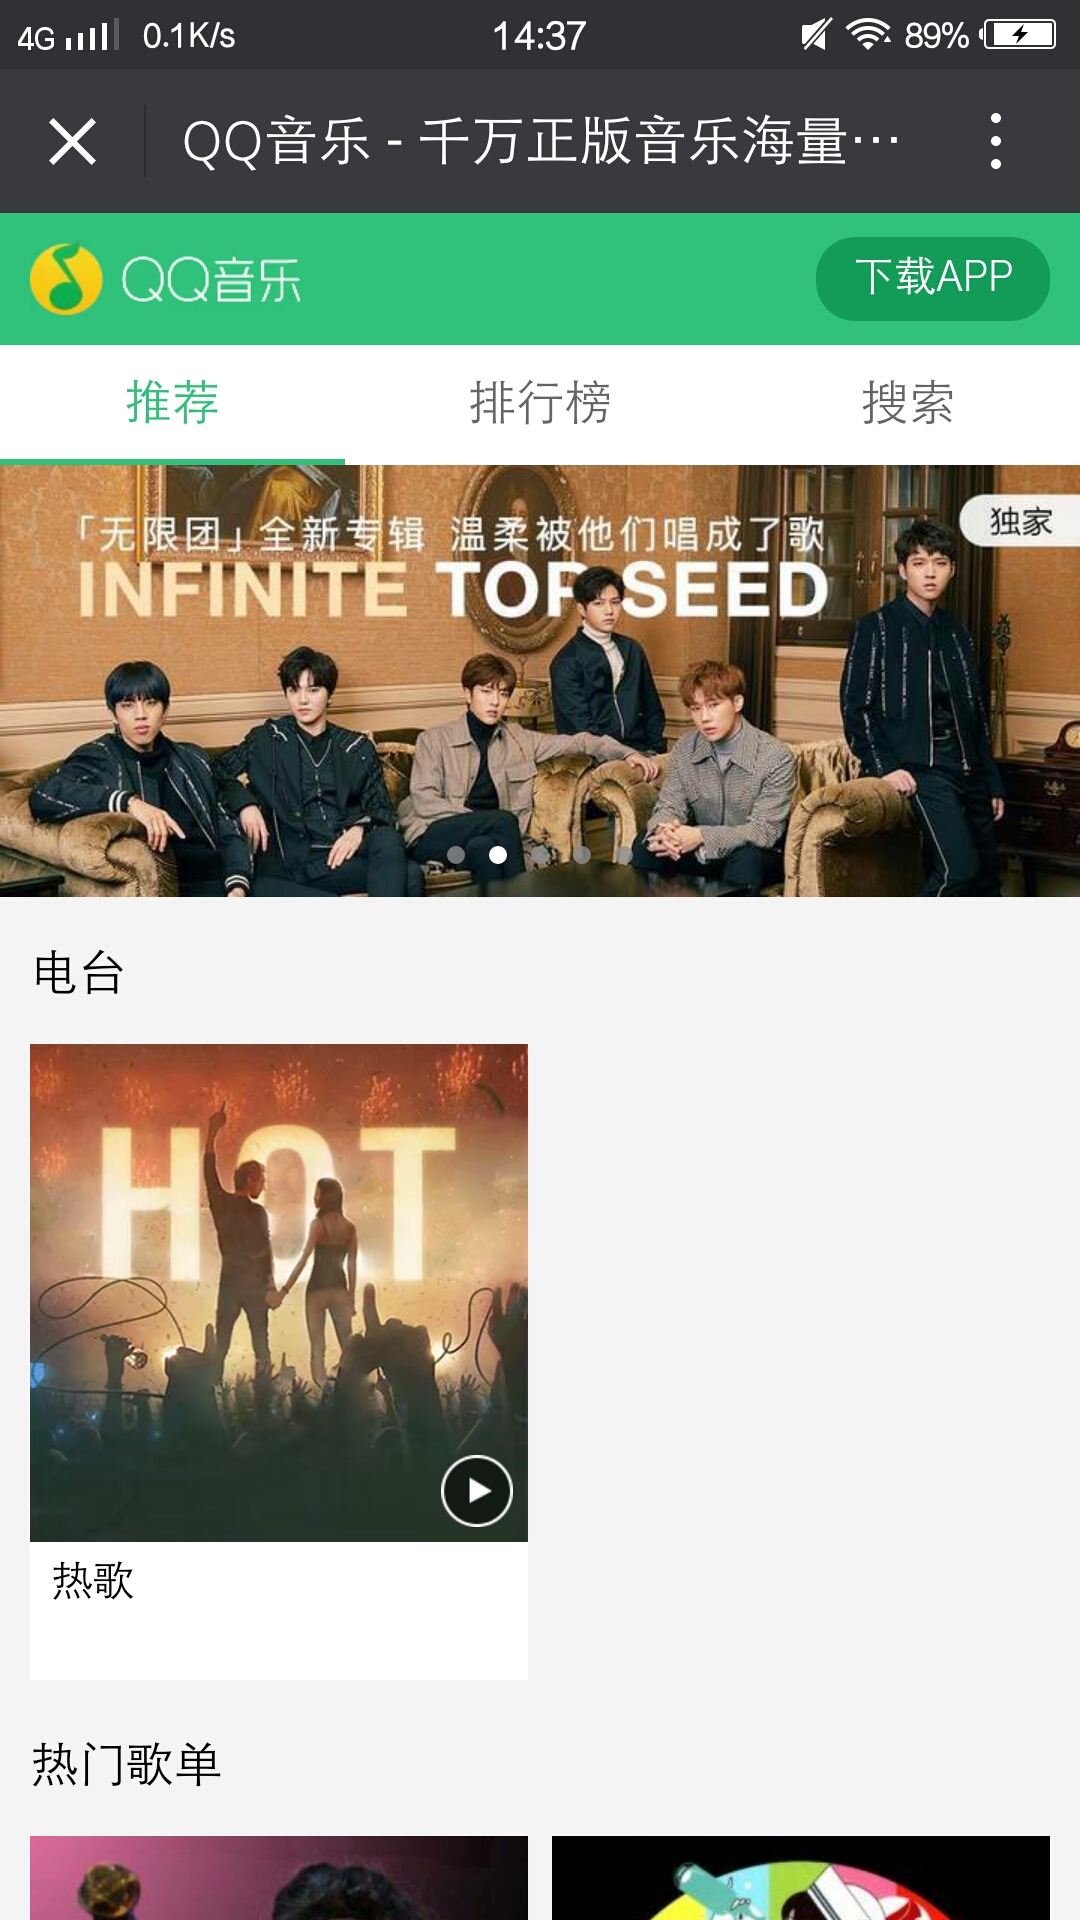 4G 0.1K/s 14:37 89%
QQ音乐 - 千万正版音乐海量…
QQ音乐 下载APP
推荐 排行榜 搜索
「无限团」全新专辑 温柔被他们唱成了歌
独家
INFINITE TOP SEED
电台
HOT
热歌
热门歌单